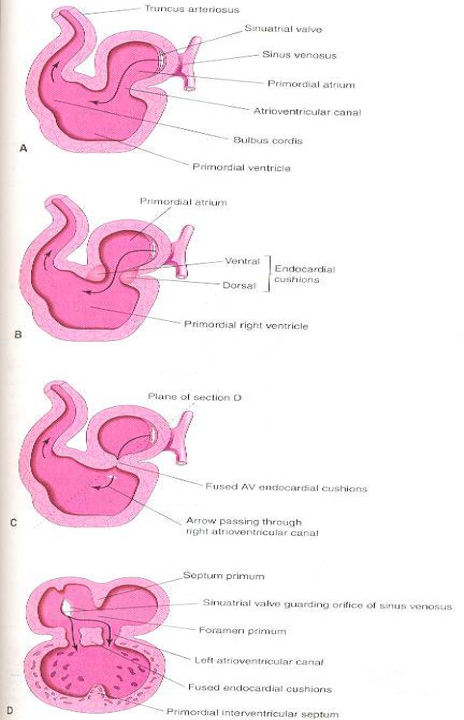 Truncus arteriosus
Sinuatrial valve
Sinus venosus
Primordial atrium
Atrioventricular canal
Bulbus cordis
A
Primordial ventricle
Primordial atrium
Ventral
Endocardial
cushions
Dorsal
Primordial right ventricle
B
Plane of section D
Fused AV endocardial cushions
C
Arrow passing through
right atrioventricular canal
Septum primum
Sinuatrial valve guarding orifice of sinus venosus
Foramen primum
Left atrioventricular canal
Fused endocardial cushions
D
Primordial interventricular septum